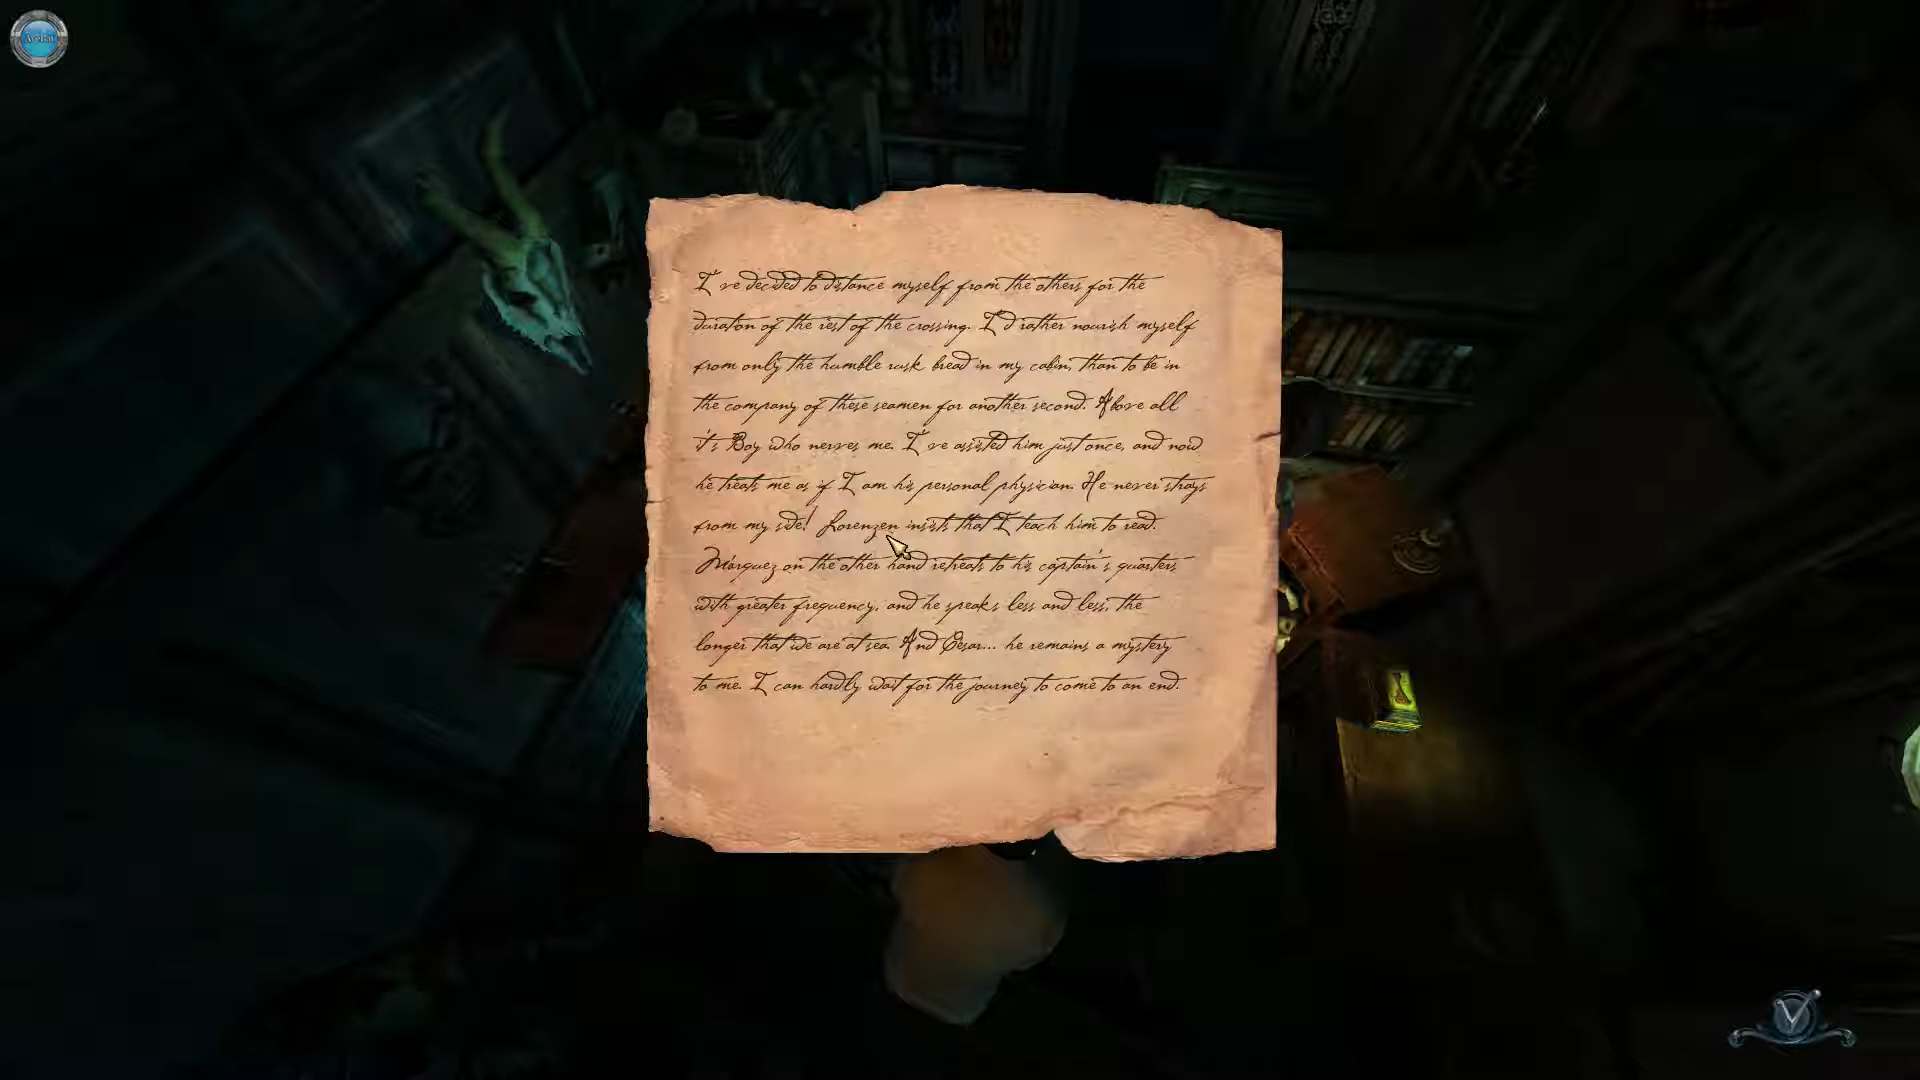 I've decided to distance myself from the others for the
duration of the rest of the crossing. I'd rather nourish myself
from only the humble rusk bread in my cabin, than to be in
the company of these seamen for another second. Above all
it's Boy who nerves me. I've assisted him just once, and now
he treats me as if I am his personal physician. He never strays
from my side! Lorenzen insists that I teach him to read.
Márquez on the other hand retreats to his captain's quarters
with greater frequency, and he speaks less and less, the
longer that we are at sea. And César... he remains a mystery
to me. I can hardly wait for the journey to come to an end.